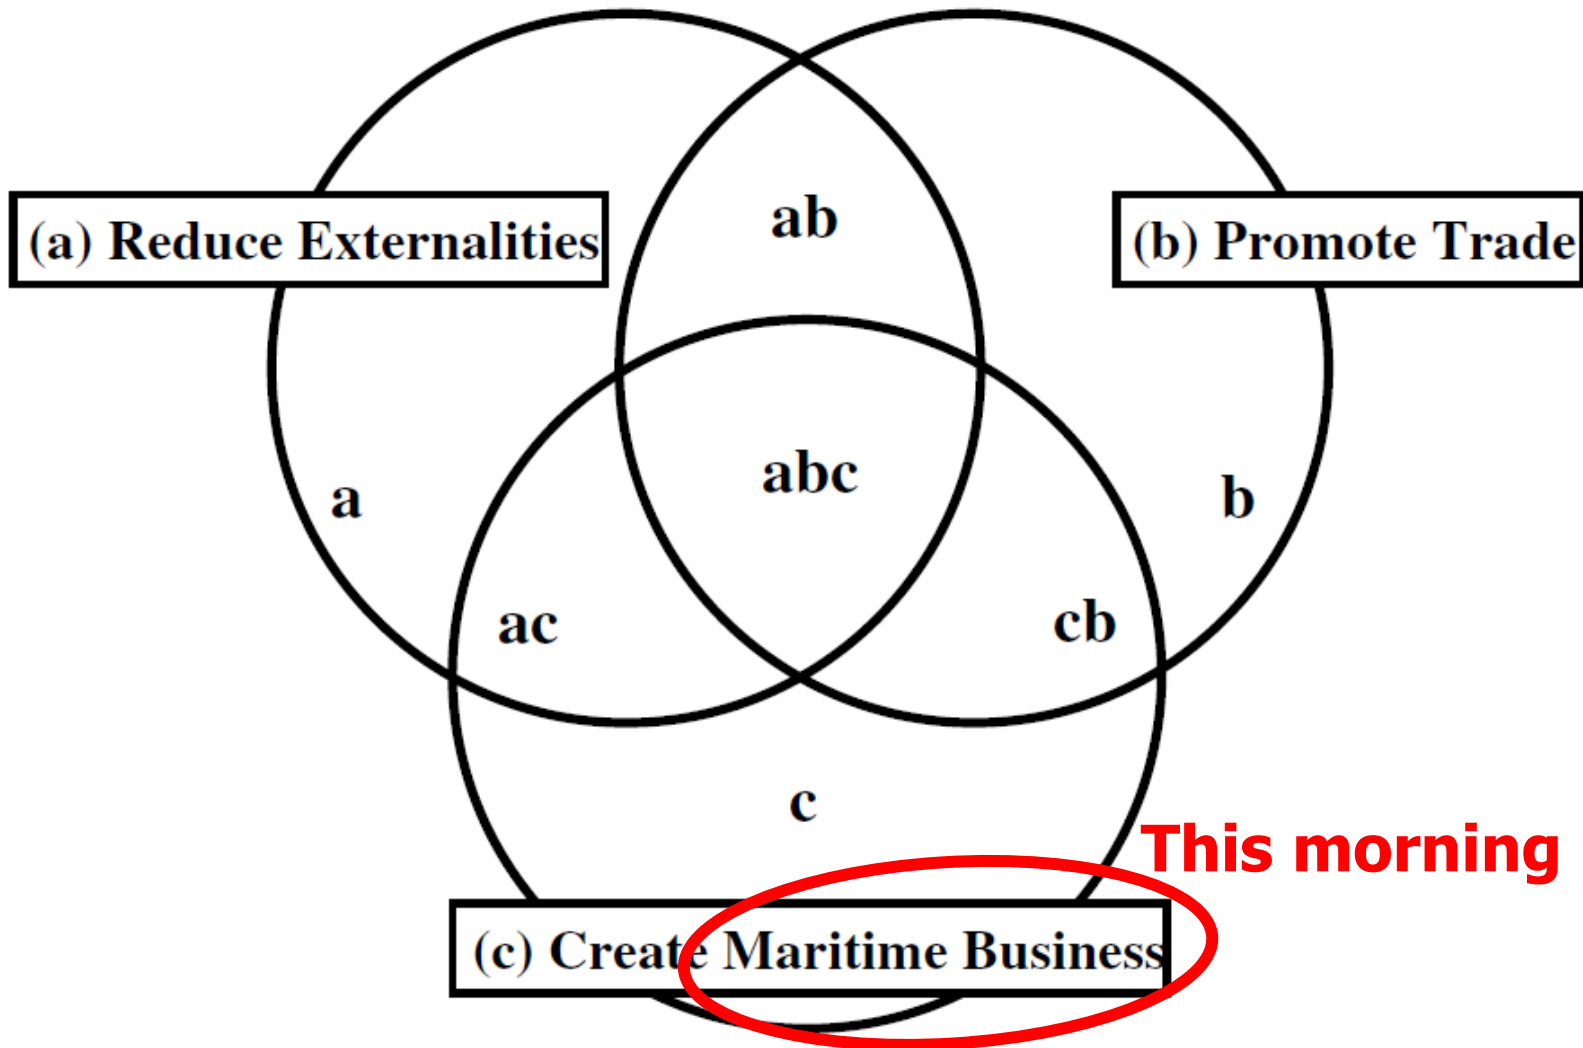 ab
(a) Reduce Externalities
(b) Promote Trade
abc
a
b
ac
cb
c
This morning
(c) Create Maritime Business